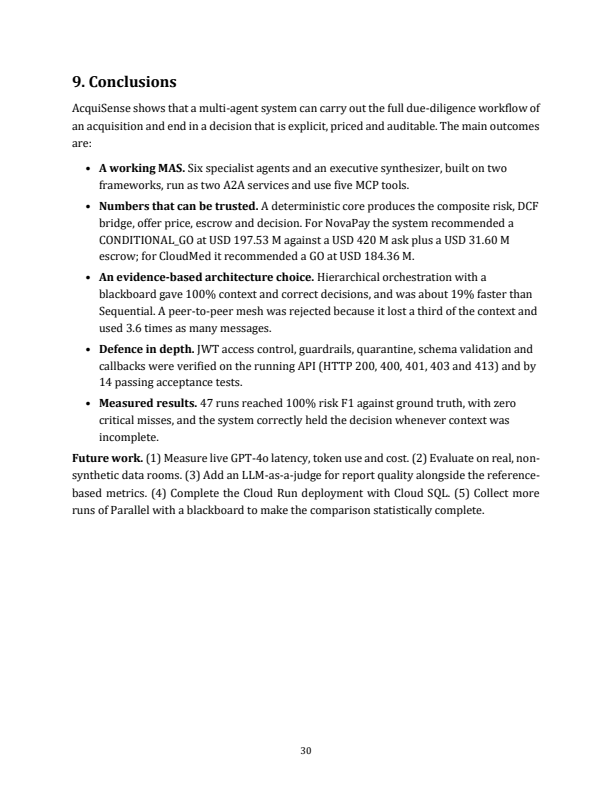 9. Conclusions
AcquiSense shows that a multi-agent system can carry out the full due-diligence workflow of
an acquisition and end in a decision that is explicit, priced and auditable. The main outcomes
are:
• A working MAS. Six specialist agents and an executive synthesizer, built on two
frameworks, run as two A2A services and use five MCP tools.
• Numbers that can be trusted. A deterministic core produces the composite risk, DCF
bridge, offer price, escrow and decision. For NovaPay the system recommended a
CONDITIONAL_GO at USD 197.53 M against a USD 420 M ask plus a USD 31.60 M
escrow; for CloudMed it recommended a GO at USD 184.36 M.
• An evidence-based architecture choice. Hierarchical orchestration with a
blackboard gave 100% context and correct decisions, and was about 19% faster than
Sequential. A peer-to-peer mesh was rejected because it lost a third of the context and
used 3.6 times as many messages.
• Defence in depth. JWT access control, guardrails, quarantine, schema validation and
callbacks were verified on the running API (HTTP 200, 400, 401, 403 and 413) and by
14 passing acceptance tests.
• Measured results. 47 runs reached 100% risk F1 against ground truth, with zero
critical misses, and the system correctly held the decision whenever context was
incomplete.
Future work. (1) Measure live GPT-4o latency, token use and cost. (2) Evaluate on real, non-
synthetic data rooms. (3) Add an LLM-as-a-judge for report quality alongside the reference-
based metrics. (4) Complete the Cloud Run deployment with Cloud SQL. (5) Collect more
runs of Parallel with a blackboard to make the comparison statistically complete.
30